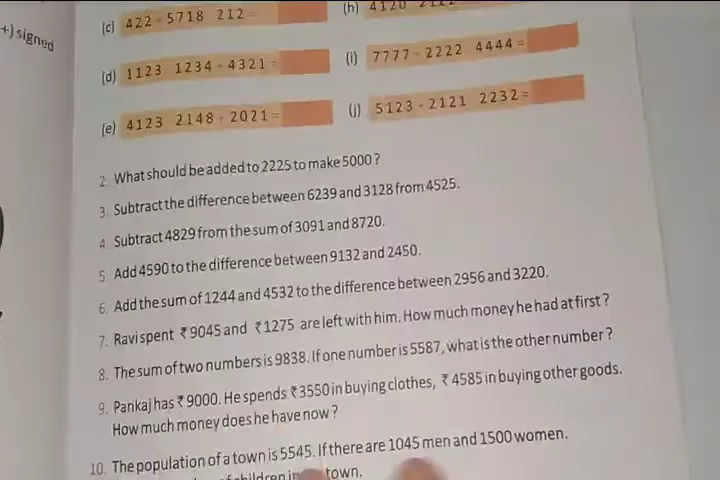 +) signed
(c) 422 - 5718 212 =
(h) 4120
(d) 1123 1234 - 4321 =
(i) 7777 - 2222 4444 =
(e) 4123 2148 + 2021 =
(j) 5123 - 2121 2232 =
2. What should be added to 2225 to make 5000 ?
3. Subtract the difference between 6239 and 3128 from 4525.
4. Subtract 4829 from the sum of 3091 and 8720.
5. Add 4590 to the difference between 9132 and 2450.
6. Add the sum of 1244 and 4532 to the difference between 2956 and 3220.
7. Ravi spent ₹ 9045 and ₹ 1275 are left with him. How much money he had at first ?
8. The sum of two numbers is 9838. If one number is 5587, what is the other number ?
9. Pankaj has ₹ 9000. He spends ₹ 3550 in buying clothes, ₹ 4585 in buying other goods.
How much money does he have now ?
10. The population of a town is 5545. If there are 1045 men and 1500 women.
of children in town.